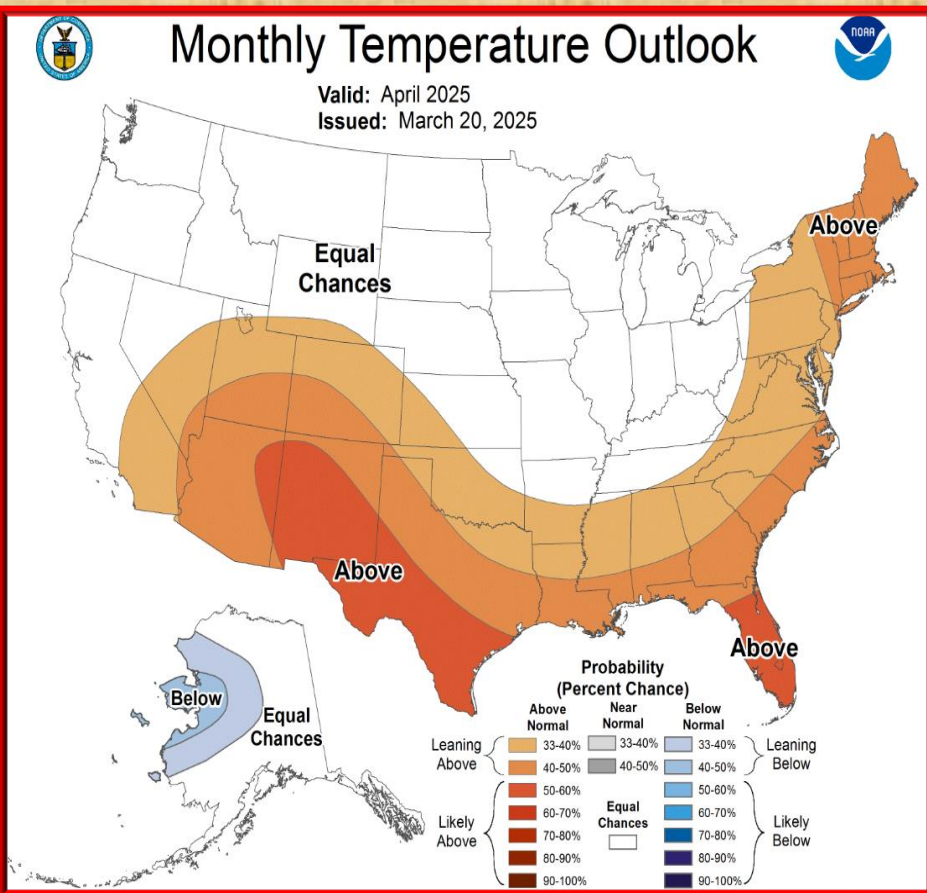 Monthly Temperature Outlook
NOAA
Valid: April 2025
Issued: March 20, 2025
Equal
Chances
Above
Above
Above
Below
Equal
Chances
Probability
(Percent Chance)
Above
Normal
Near
Normal
Below
Normal
Leaning
Above
33-40%
40-50%
33-40%
40-50%
33-40%
40-50%
Leaning
Below
Likely
Above
50-60%
60-70%
70-80%
80-90%
90-100%
Equal
Chances
50-60%
60-70%
70-80%
80-90%
90-100%
Likely
Below